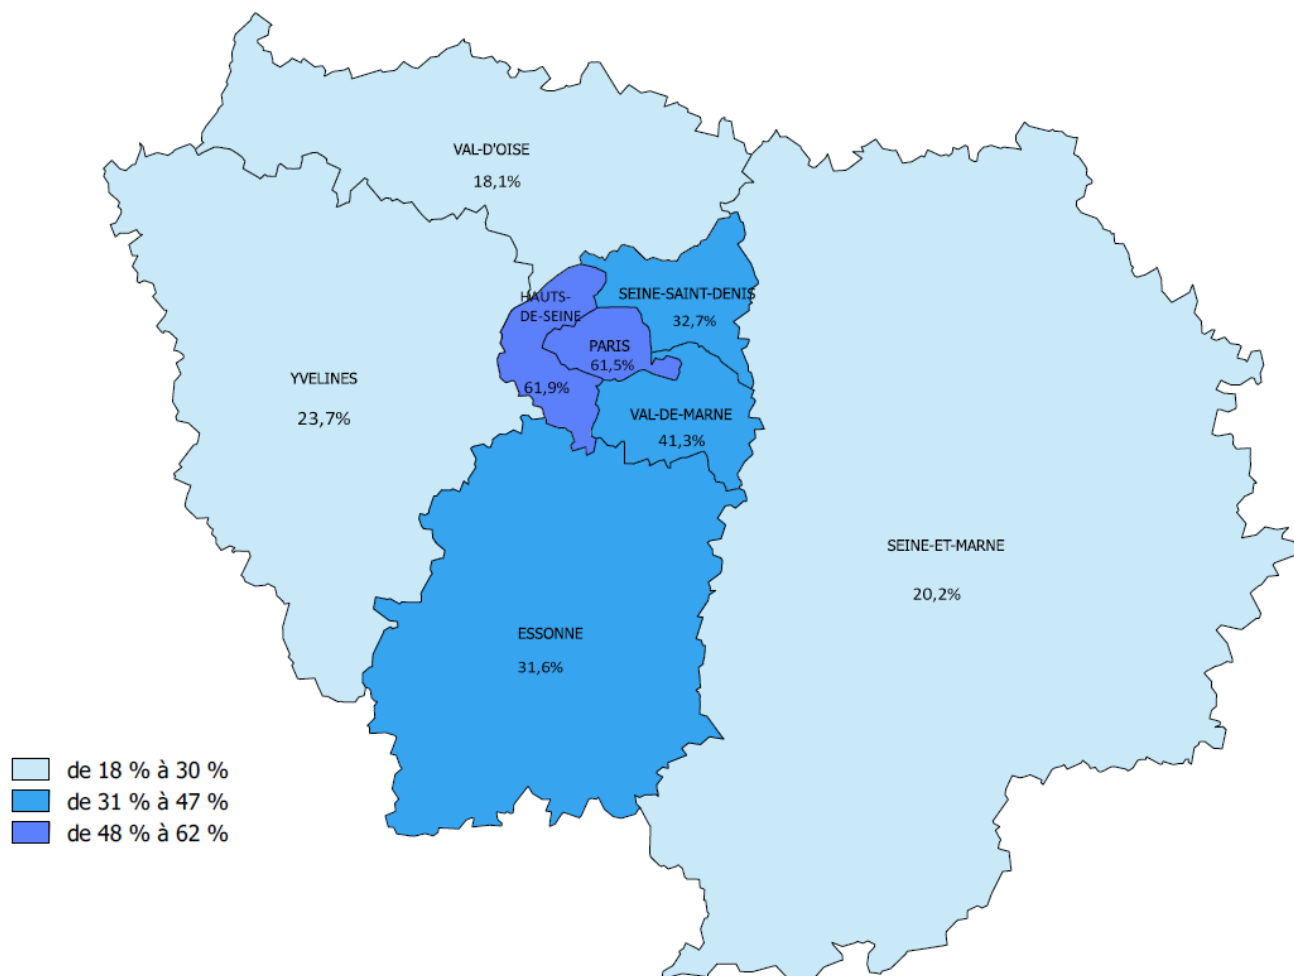 VAL-D'OISE
18,1%
HAUTS-
DE-SEINE
61,9%
SEINE-SAINT-DENIS
32,7%
PARIS
61,5%
YVELINES
23,7%
VAL-DE-MARNE
41,3%
SEINE-ET-MARNE
20,2%
ESSONNE
31,6%
de 18 % à 30 %
de 31 % à 47 %
de 48 % à 62 %